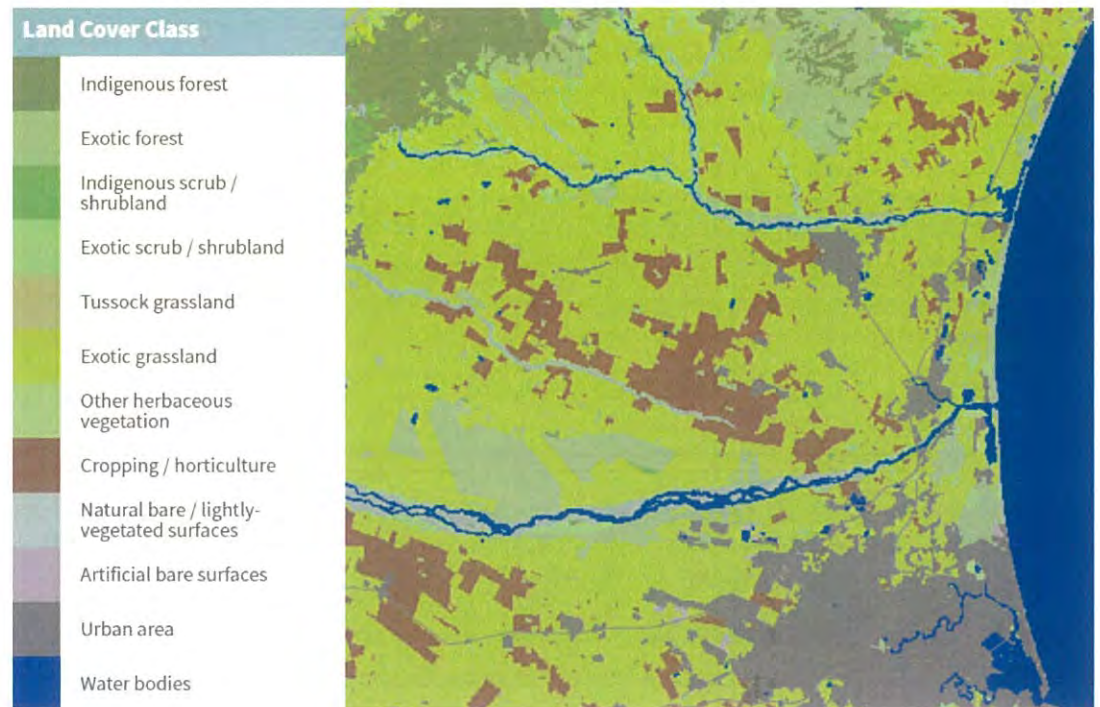 Land Cover Class
Indigenous forest
Exotic forest
Indigenous scrub /
shrubland
Exotic scrub / shrubland
Tussock grassland
Exotic grassland
Other herbaceous
vegetation
Cropping / horticulture
Natural bare / lightly-
vegetated surfaces
Artificial bare surfaces
Urban area
Water bodies